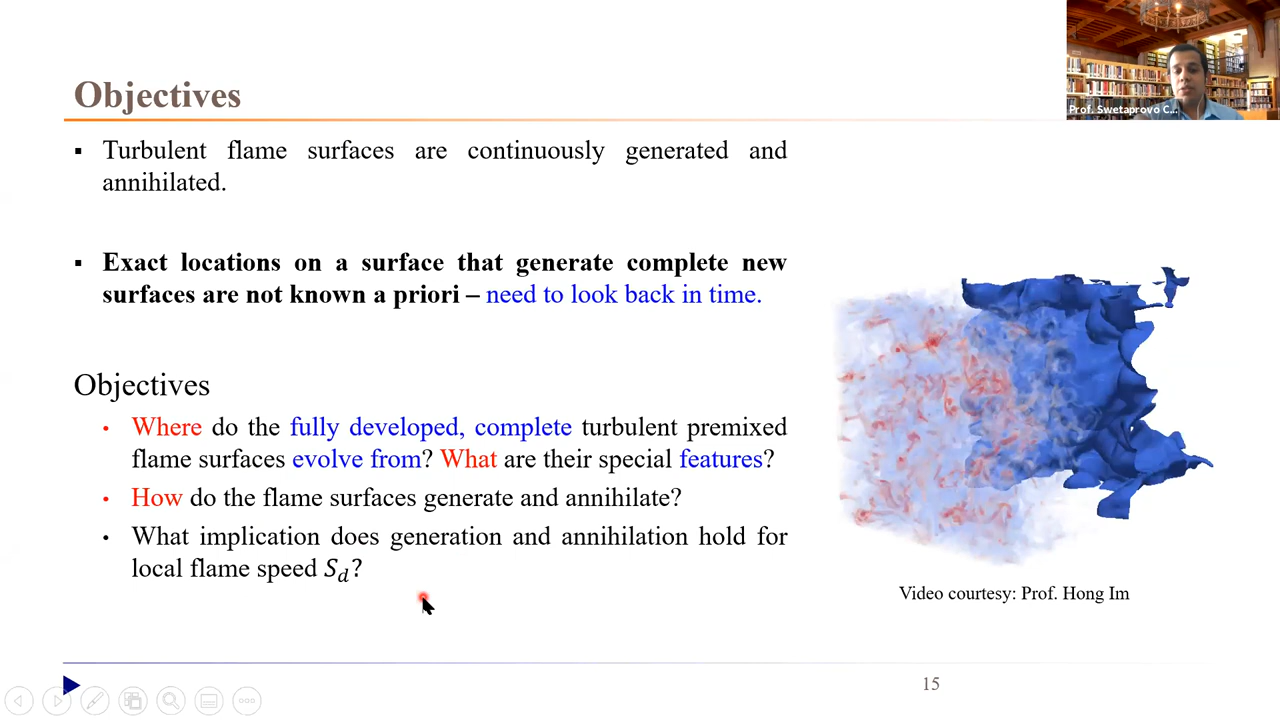 Prof. Swetaprovo C...
Objectives
▪ Turbulent flame surfaces are continuously generated and
annihilated.
▪ Exact locations on a surface that generate complete new
surfaces are not known a priori – need to look back in time.
Objectives
• Where do the fully developed, complete turbulent premixed
flame surfaces evolve from? What are their special features?
• How do the flame surfaces generate and annihilate?
• What implication does generation and annihilation hold for
local flame speed S_d?
Video courtesy: Prof. Hong Im
15